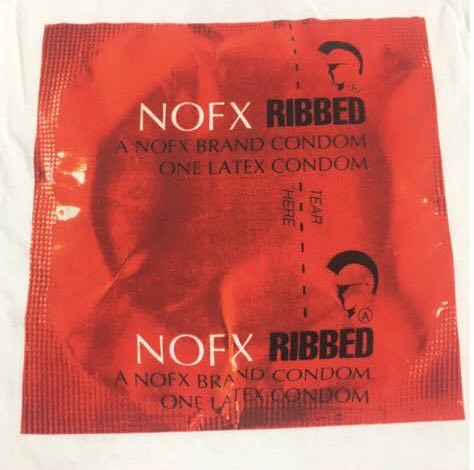 NOFX RIBBED
A NOFX BRAND CONDOM
ONE LATEX CONDOM
TEAR
HERE
A
NOFX RIBBED
A NOFX BRAND CONDOM
ONE LATEX CONDOM